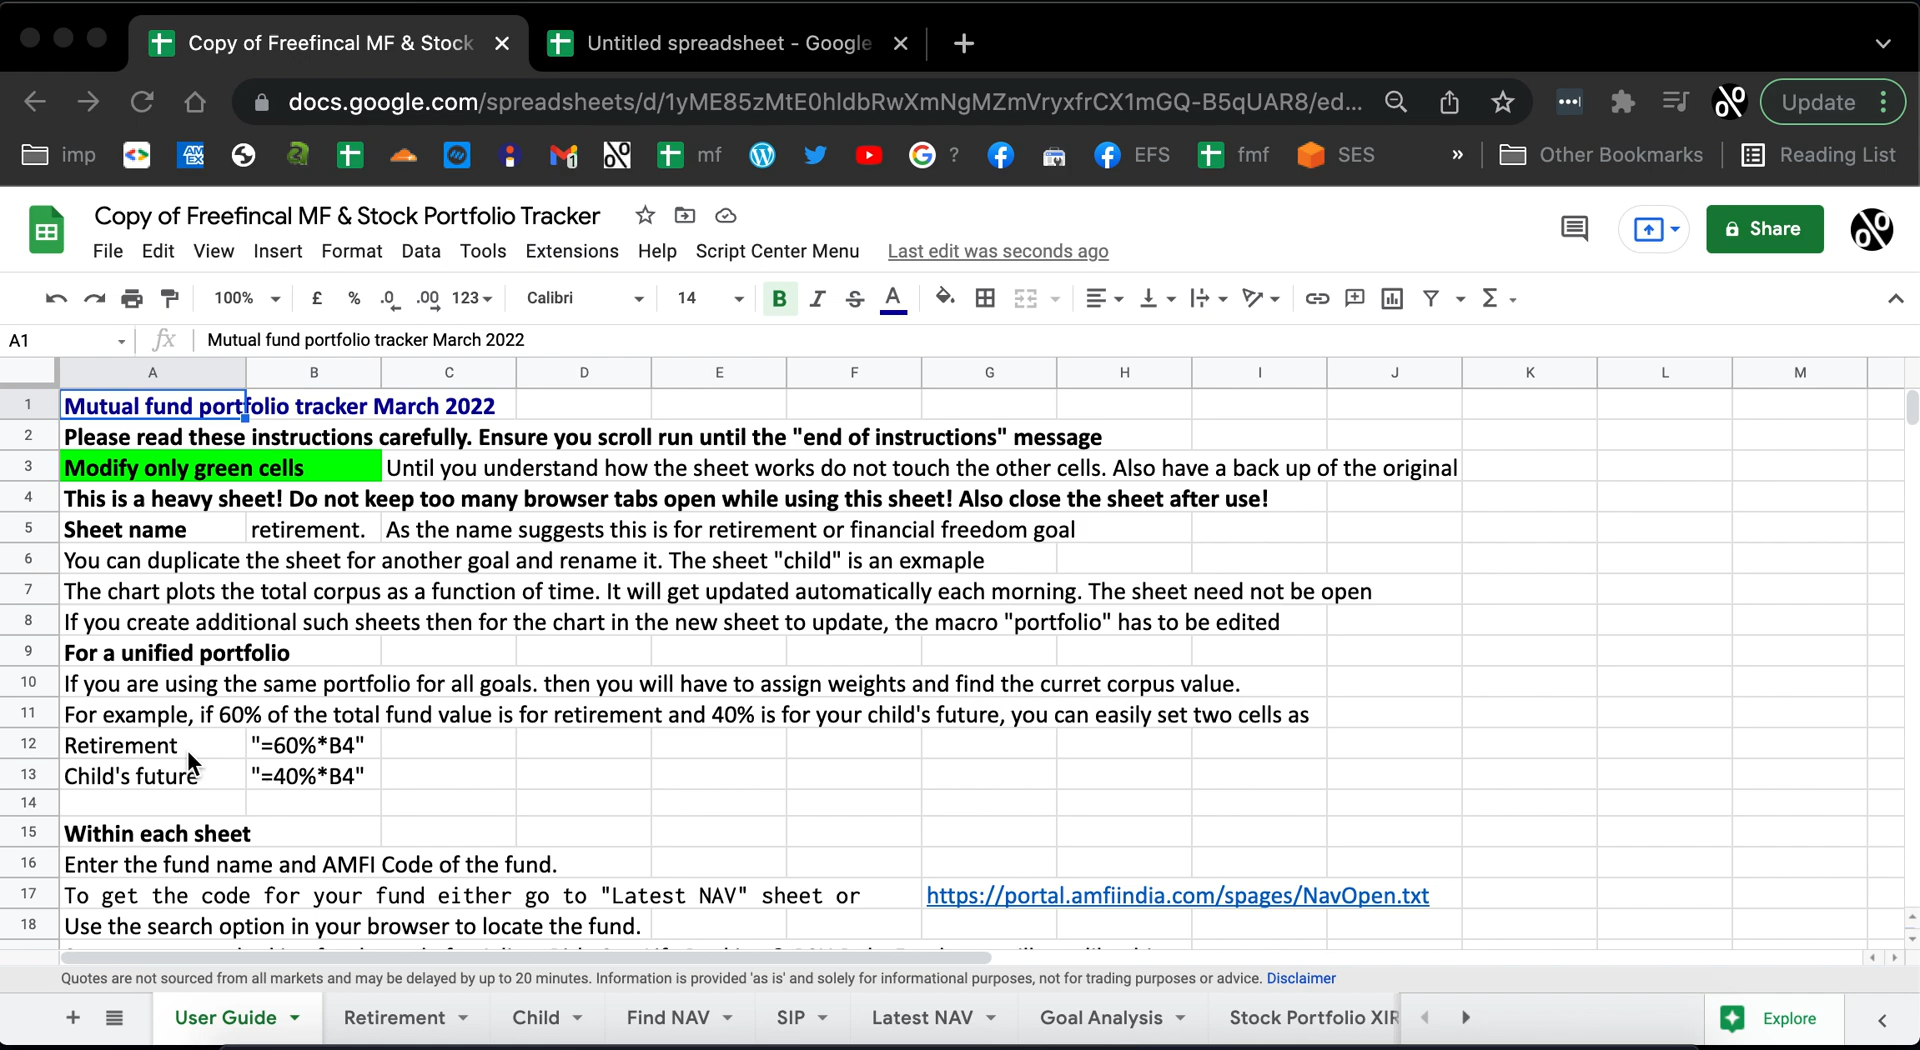 Copy of Freefincal MF & Stock
Untitled spreadsheet - Google
docs.google.com/spreadsheets/d/1yME85zMtE0hldbRwXmNgMZmVryxfrCX1mGQ-B5qUAR8/ed...
Update
imp
mf
?
EFS
fmf
SES
»
Other Bookmarks
Reading List
Copy of Freefincal MF & Stock Portfolio Tracker
Share
File Edit View Insert Format Data Tools Extensions Help Script Center Menu Last edit was seconds ago
100% £ % .0 .00 123 Calibri 14 B I S A Σ
A1 fx Mutual fund portfolio tracker March 2022
A B C D E F G H I J K L M
1 Mutual fund portfolio tracker March 2022
2 Please read these instructions carefully. Ensure you scroll run until the "end of instructions" message
3 Modify only green cells Until you understand how the sheet works do not touch the other cells. Also have a back up of the original
4 This is a heavy sheet! Do not keep too many browser tabs open while using this sheet! Also close the sheet after use!
5 Sheet name retirement. As the name suggests this is for retirement or financial freedom goal
6 You can duplicate the sheet for another goal and rename it. The sheet "child" is an exmaple
7 The chart plots the total corpus as a function of time. It will get updated automatically each morning. The sheet need not be open
8 If you create additional such sheets then for the chart in the new sheet to update, the macro "portfolio" has to be edited
9 For a unified portfolio
10 If you are using the same portfolio for all goals. then you will have to assign weights and find the curret corpus value.
11 For example, if 60% of the total fund value is for retirement and 40% is for your child's future, you can easily set two cells as
12 Retirement "=60%*B4"
13 Child's future "=40%*B4"
14
15 Within each sheet
16 Enter the fund name and AMFI Code of the fund.
17 To get the code for your fund either go to "Latest NAV" sheet or https://portal.amfiindia.com/spages/NavOpen.txt
18 Use the search option in your browser to locate the fund.
Quotes are not sourced from all markets and may be delayed by up to 20 minutes. Information is provided 'as is' and solely for informational purposes, not for trading purposes or advice. Disclaimer
User Guide Retirement Child Find NAV SIP Latest NAV Goal Analysis Stock Portfolio XIR Explore